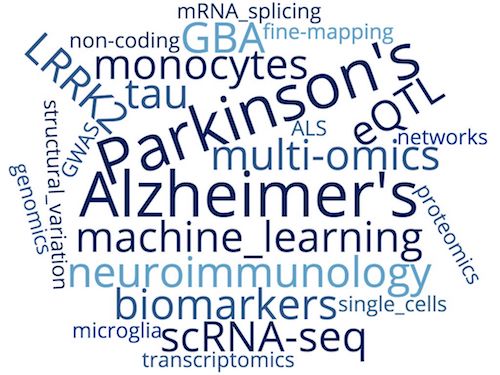 mRNA_splicing
non-coding
GBA
fine-mapping
LRRK2
monocytes
Parkinson's
tau
eQTL
ALS
networks
GWAS
multi-omics
structural_variation
genomics
Alzheimer's
proteomics
machine_learning
neuroimmunology
biomarkers
single_cells
microglia
scRNA-seq
transcriptomics